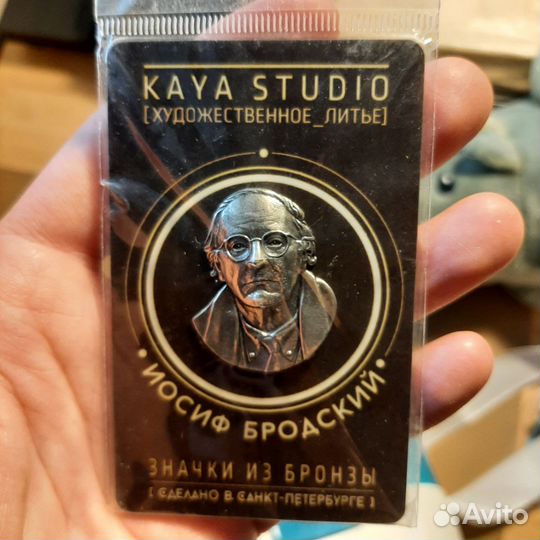 KAYA STUDIO
[ХУДОЖЕСТВЕННОЕ_ЛИТЬЕ]
• ИОСИФ БРОДСКИЙ •
ЗНАЧКИ ИЗ БРОНЗЫ
[ СДЕЛАНО В САНКТ-ПЕТЕРБУРГЕ ]
Avito